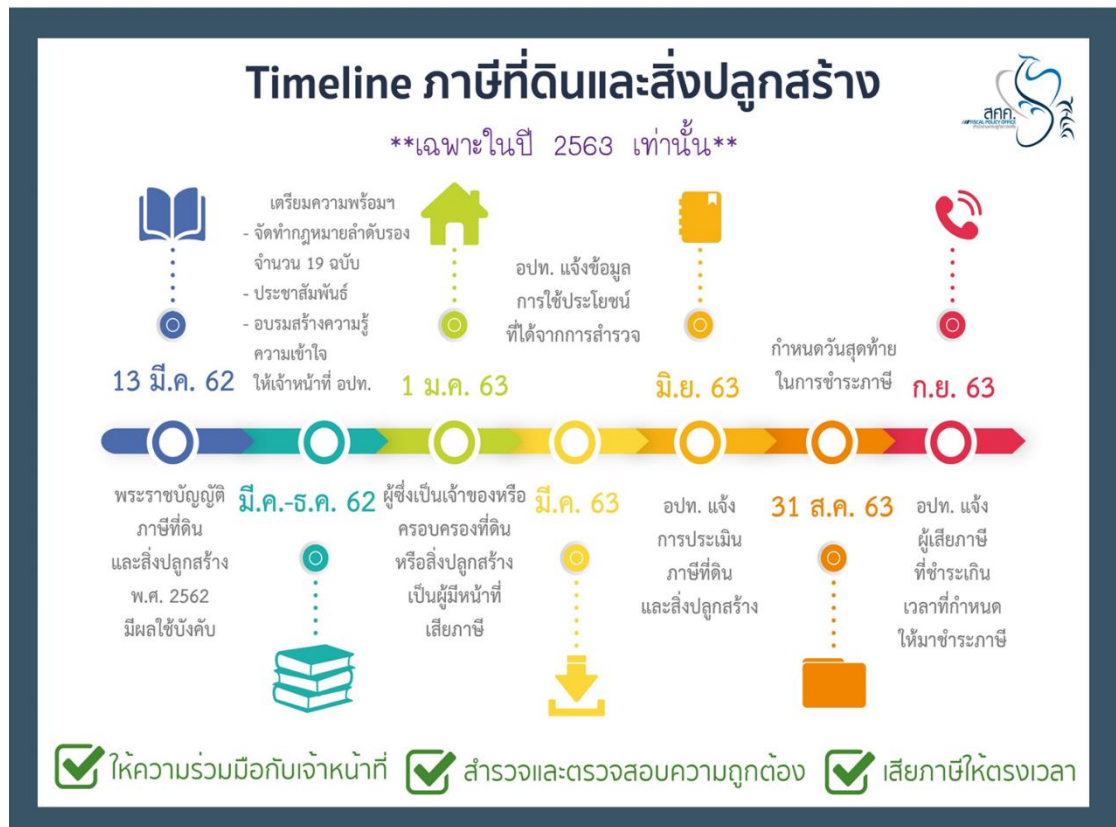 Timeline ภาษีที่ดินและสิ่งปลูกสร้าง
**เฉพาะในปี 2563 เท่านั้น**
สศค.
FISCAL POLICY OFFICE
13 มี.ค. 62
พระราชบัญญัติ
ภาษีที่ดิน
และสิ่งปลูกสร้าง
พ.ศ. 2562
มีผลใช้บังคับ
เตรียมความพร้อมฯ
- จัดทำกฎหมายลำดับรอง
จำนวน 19 ฉบับ
- ประชาสัมพันธ์
- อบรมสร้างความรู้
ความเข้าใจ
ให้เจ้าหน้าที่ อปท.
มี.ค.-ธ.ค. 62
1 ม.ค. 63
ผู้ซึ่งเป็นเจ้าของหรือ
ครอบครองที่ดิน
หรือสิ่งปลูกสร้าง
เป็นผู้มีหน้าที่
เสียภาษี
อปท. แจ้งข้อมูล
การใช้ประโยชน์
ที่ได้จากการสำรวจ
มี.ค. 63
มิ.ย. 63
อปท. แจ้ง
การประเมิน
ภาษีที่ดิน
และสิ่งปลูกสร้าง
กำหนดวันสุดท้าย
ในการชำระภาษี
31 ส.ค. 63
ก.ย. 63
อปท. แจ้ง
ผู้เสียภาษี
ที่ชำระเกิน
เวลาที่กำหนด
ให้มาชำระภาษี
ให้ความร่วมมือกับเจ้าหน้าที่
สำรวจและตรวจสอบความถูกต้อง
เสียภาษีให้ตรงเวลา